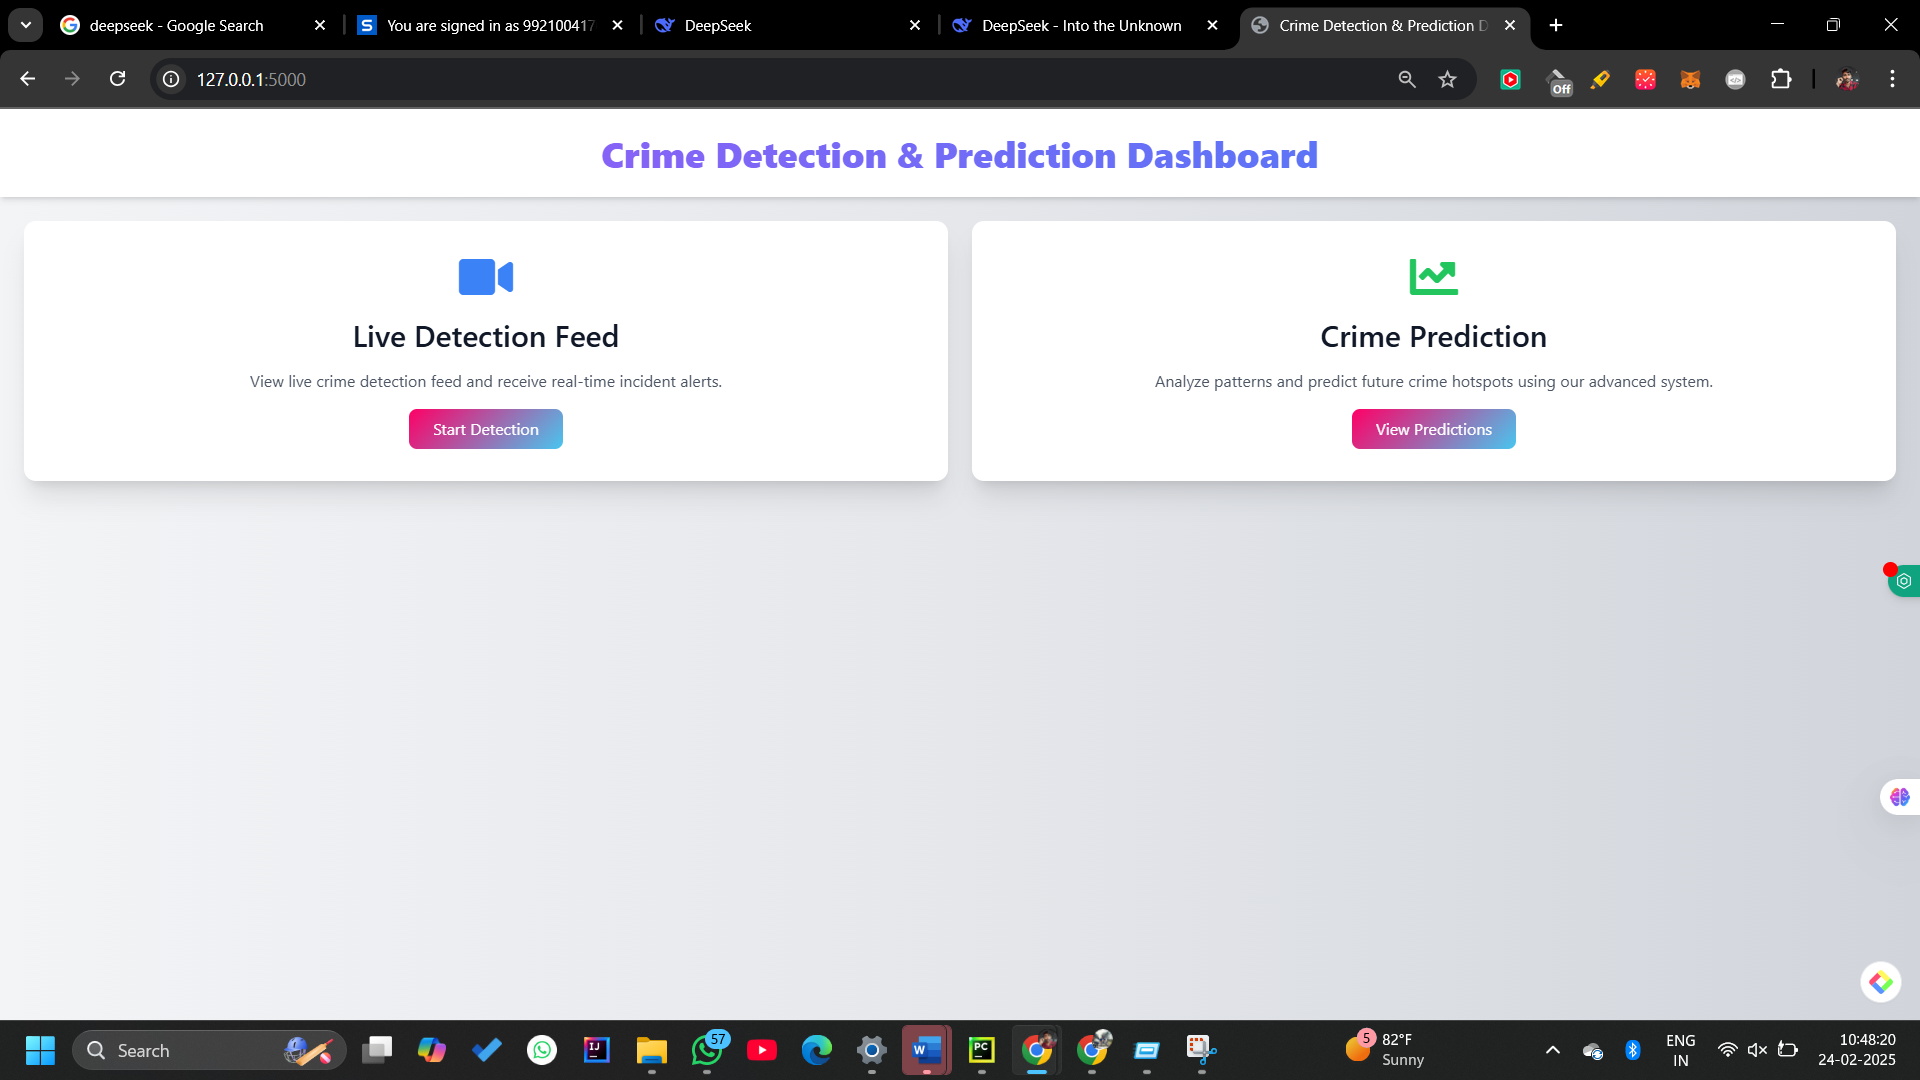 deepseek - Google Search
You are signed in as 992100417
DeepSeek
DeepSeek - Into the Unknown
Crime Detection & Prediction D
127.0.0.1:5000
Off
Crime Detection & Prediction Dashboard
Live Detection Feed
View live crime detection feed and receive real-time incident alerts.
Start Detection
Crime Prediction
Analyze patterns and predict future crime hotspots using our advanced system.
View Predictions
Search
IJ
57
W
PC
5
82°F
Sunny
ENG
IN
10:48:20
24-02-2025